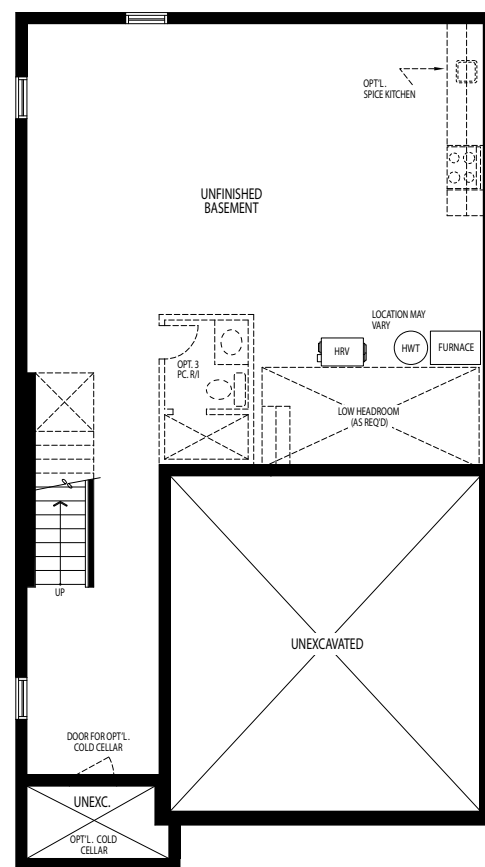 OPT'L.
SPICE KITCHEN
UNFINISHED
BASEMENT
LOCATION MAY
VARY
HRV
HWT
FURNACE
OPT. 3
PC. R/I
LOW HEADROOM
(AS REQ'D)
UP
UNEXCAVATED
DOOR FOR OPT'L.
COLD CELLAR
UNEXC.
OPT'L. COLD
CELLAR